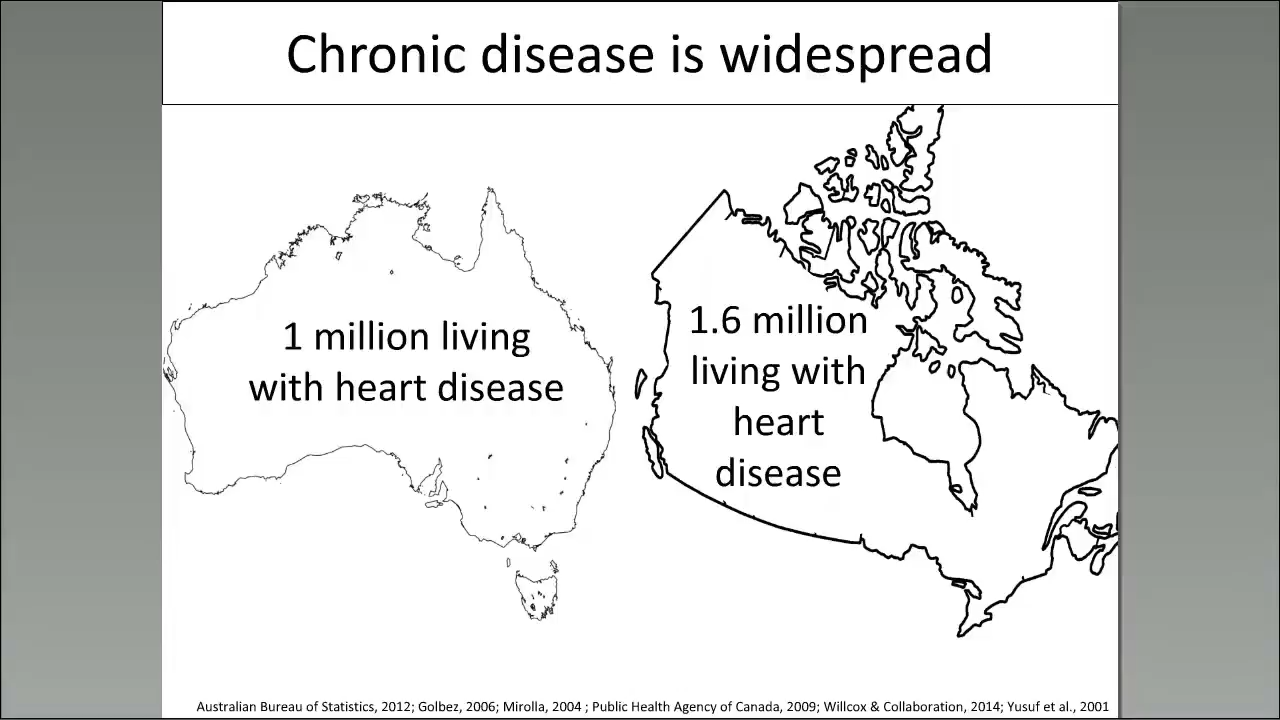 Chronic disease is widespread
1 million living
with heart disease
1.6 million
living with
heart
disease
Australian Bureau of Statistics, 2012; Golbez, 2006; Mirolla, 2004 ; Public Health Agency of Canada, 2009; Willcox & Collaboration, 2014; Yusuf et al., 2001